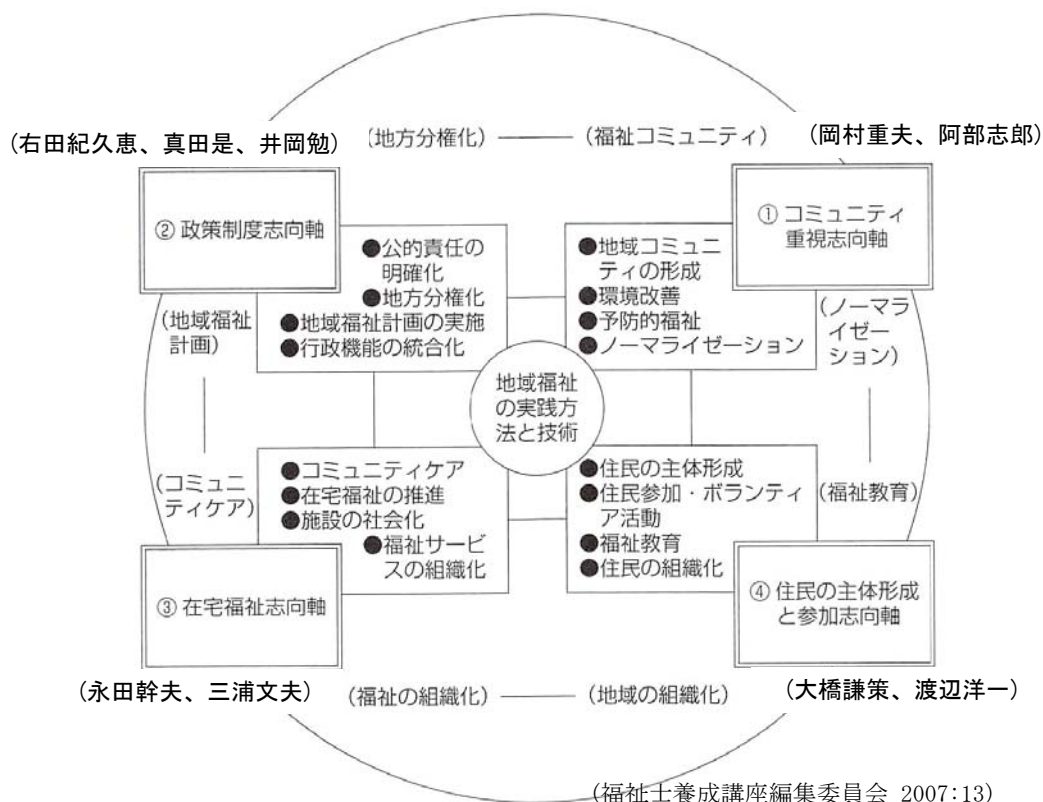 (右田紀久恵、真田是、井岡勉)
(地方分権化)
(福祉コミュニティ)
(岡村重夫、阿部志郎)
② 政策制度志向軸
① コミュニティ
重視志向軸
●公的責任の
明確化
●地方分権化
●地域福祉計画の実施
●行政機能の統合化
●地域コミュニ
ティの形成
●環境改善
●予防的福祉
●ノーマライゼーション
(地域福祉
計画)
(ノーマラ
イゼー
ション)
地域福祉
の実践方
法と技術
(コミュニ
ティケア)
●コミュニティケア
●在宅福祉の推進
●施設の社会化
●福祉サービ
スの組織化
●住民の主体形成
●住民参加・ボランティ
ア活動
●福祉教育
●住民の組織化
(福祉教育)
③ 在宅福祉志向軸
④ 住民の主体形成
と参加志向軸
(永田幹夫、三浦文夫)
(福祉の組織化)
(地域の組織化)
(大橋謙策、渡辺洋一)
(福祉士養成講座編集委員会 2007:13)